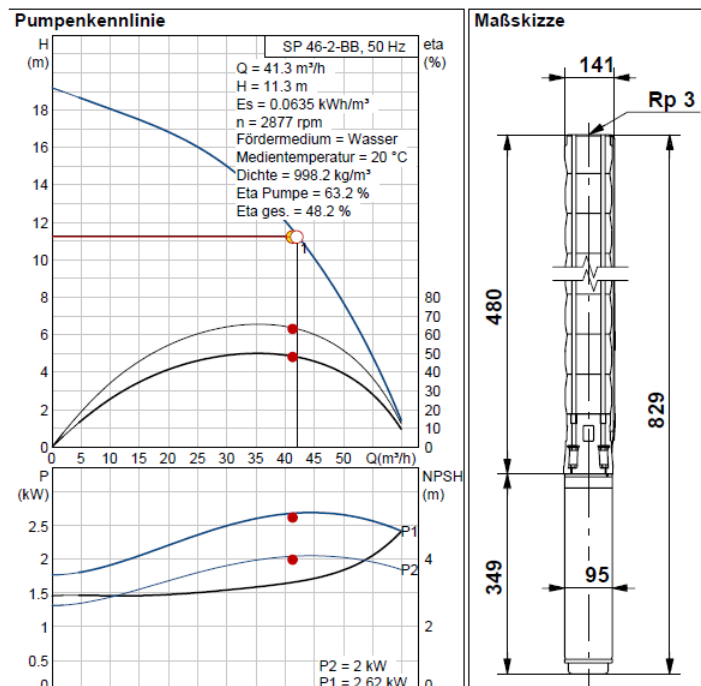 Pumpenkennlinie
H
(m)
SP 46-2-BB, 50 Hz
eta
(%)
Q = 41.3 m³/h
H = 11.3 m
Es = 0.0635 kWh/m³
n = 2877 rpm
Fördermedium = Wasser
Medientemperatur = 20 °C
Dichte = 998.2 kg/m³
Eta Pumpe = 63.2 %
Eta ges. = 48.2 %
18
16
14
12
10
8
6
4
2
0
1
80
70
60
50
40
30
20
10
0
0 5 10 15 20 25 30 35 40 45 50 Q(m³/h)
P
(kW)
NPSH
(m)
2.5
2
1.5
1
0.5
0
P1
P2
4
2
0
P2 = 2 kW
P1 = 2.62 kW
Maßskizze
141
Rp 3
480
829
349
95